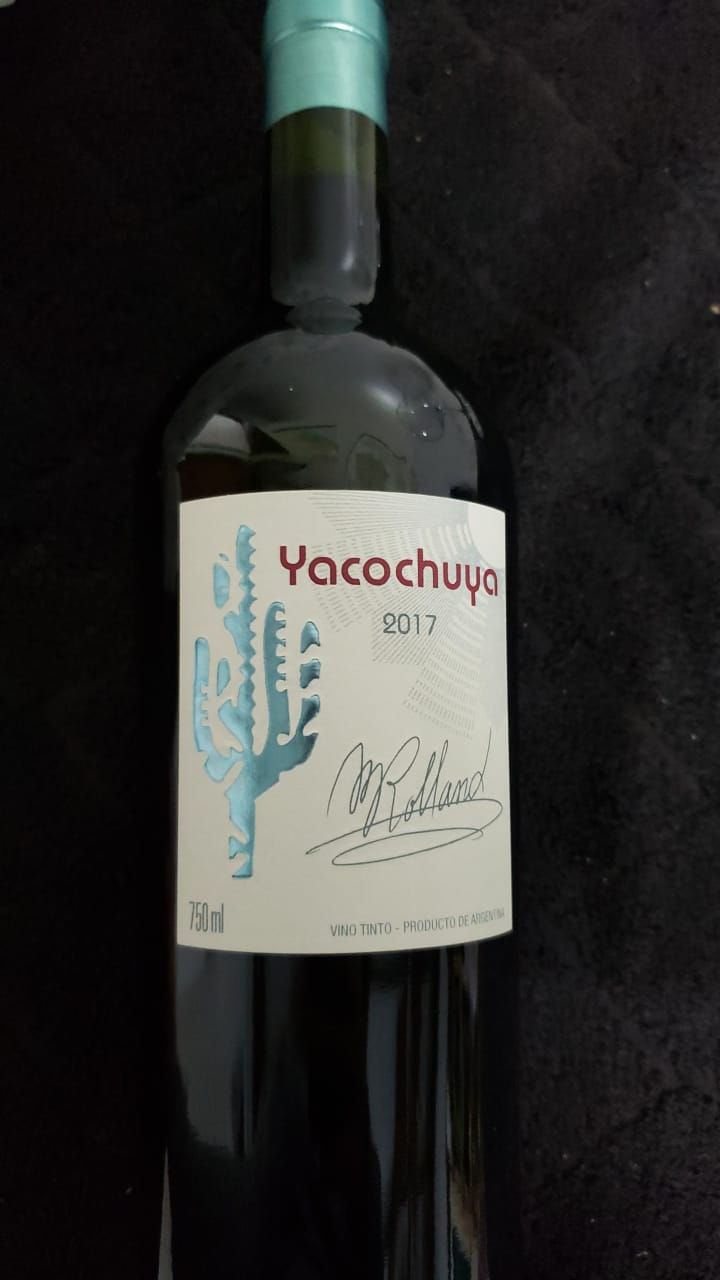 Yacochuya
2017
MRolland
750 ml
VINO TINTO - PRODUCTO DE ARGENTINA